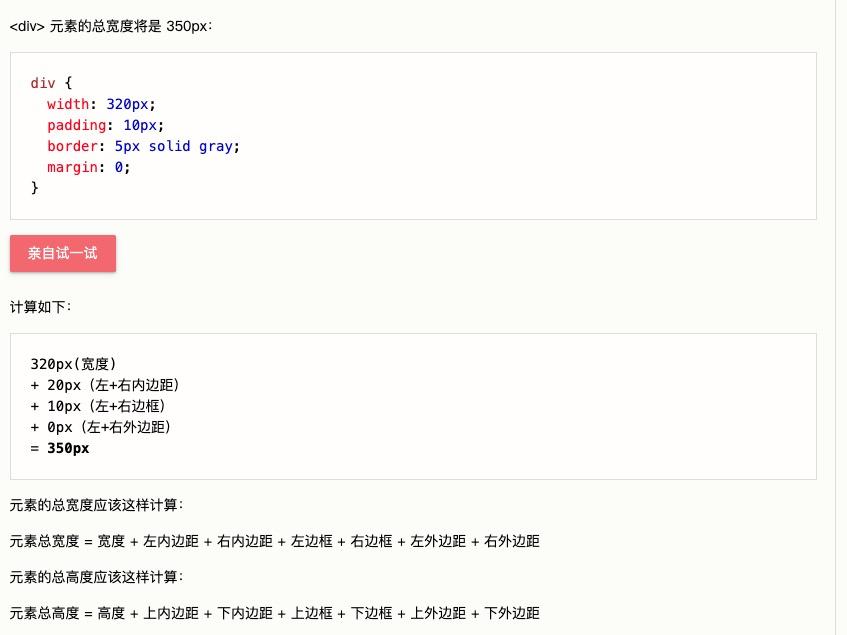 <div> 元素的总宽度将是 350px：
div {
  width: 320px;
  padding: 10px;
  border: 5px solid gray;
  margin: 0;
}
亲自试一试
计算如下：
320px(宽度)
+ 20px（左+右内边距）
+ 10px（左+右边框）
+ 0px（左+右外边距）
= 350px
元素的总宽度应该这样计算：
元素总宽度 = 宽度 + 左内边距 + 右内边距 + 左边框 + 右边框 + 左外边距 + 右外边距
元素的总高度应该这样计算：
元素总高度 = 高度 + 上内边距 + 下内边距 + 上边框 + 下边框 + 上外边距 + 下外边距